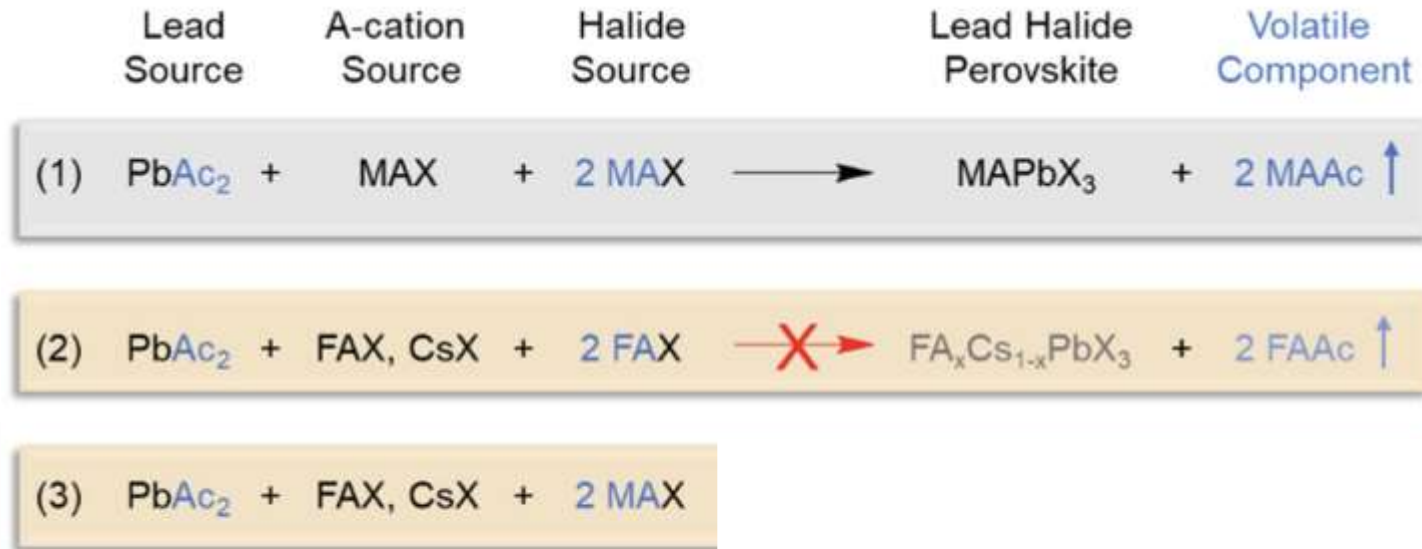 Lead Source A-cation Source Halide Source Lead Halide Perovskite Volatile Component
(1) PbAc₂ + MAX + 2 MAX ⟶ MAPbX₃ + 2 MAAc ↑
(2) PbAc₂ + FAX, CsX + 2 FAX ⟶ FAₓCs₁₋ₓPbX₃ + 2 FAAc ↑
(3) PbAc₂ + FAX, CsX + 2 MAX